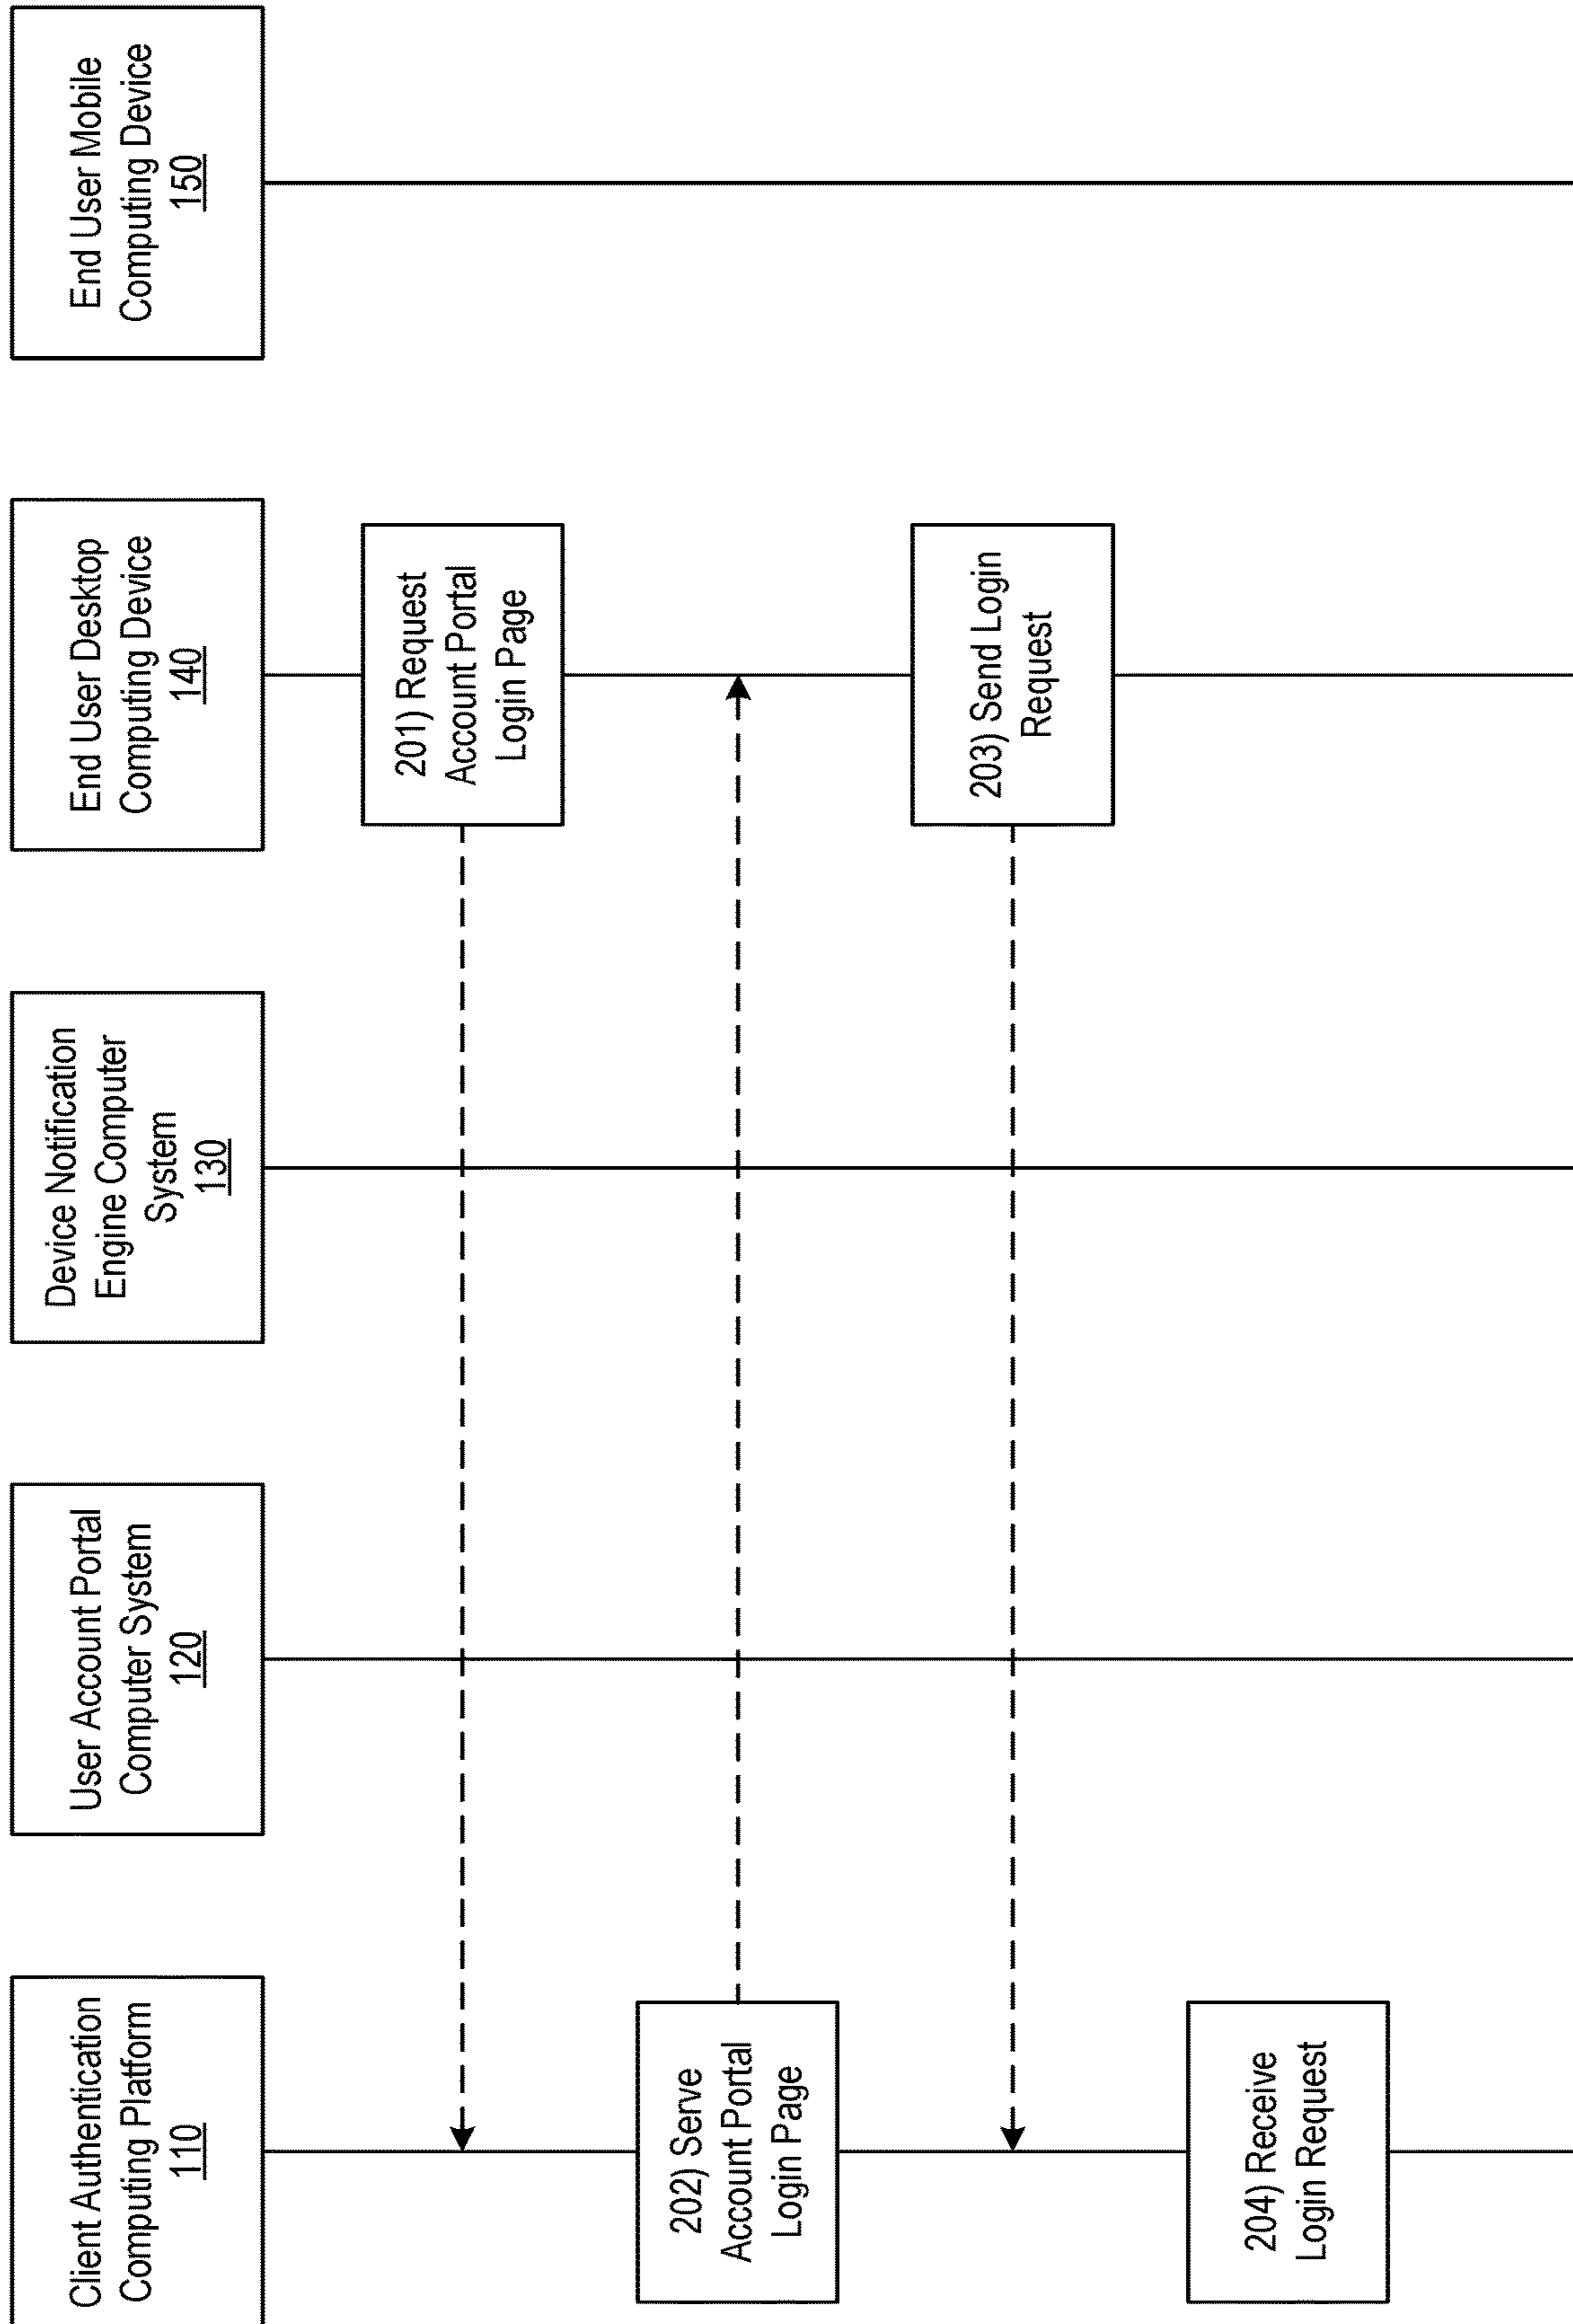 Client Authentication
Computing Platform
110
User Account Portal
Computer System
120
Device Notification
Engine Computer
System
130
End User Desktop
Computing Device
140
End User Mobile
Computing Device
150
201) Request
Account Portal
Login Page
202) Serve
Account Portal
Login Page
203) Send Login
Request
204) Receive
Login Request